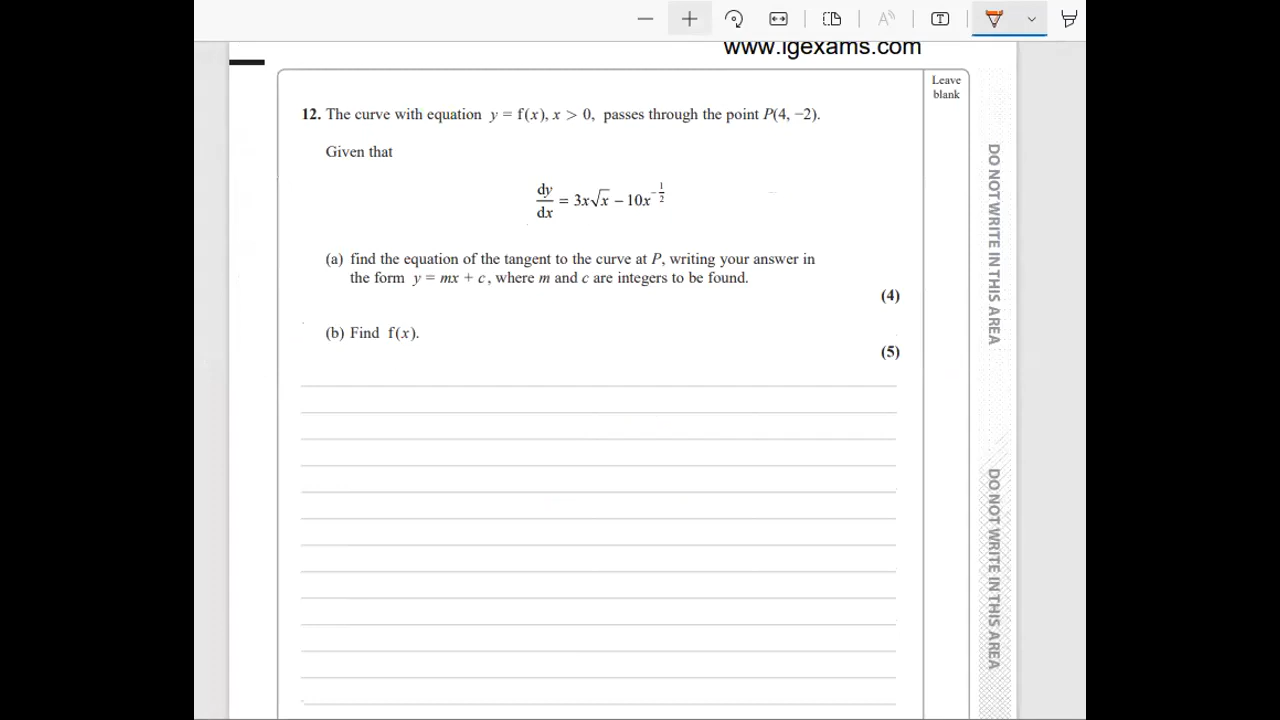 www.igexams.com
Leave
blank
12. The curve with equation y = f(x), x > 0, passes through the point P(4, −2).
Given that
dy/dx = 3x√x − 10x^(−1/2)
(a) find the equation of the tangent to the curve at P, writing your answer in
the form y = mx + c, where m and c are integers to be found.
(4)
(b) Find f(x).
(5)
DO NOT WRITE IN THIS AREA
DO NOT WRITE IN THIS AREA